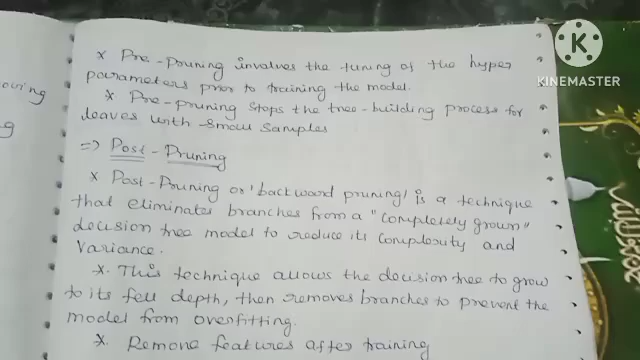 oving
g
* Pre-pruning involves the tuning of the hyper
parameters prior to training the model.
* Pre-pruning stops the tree-building process for
leaves with small samples
=> Post-Pruning
* Post-Pruning or 'backward pruning' is a technique
that eliminates branches from a "completely grown"
decision tree model to reduce its complexity and
variance.
*. This technique allows the decision tree to grow
to its full depth, then removes branches to prevent the
model from overfitting.
*. Remove features after training
KINEMASTER